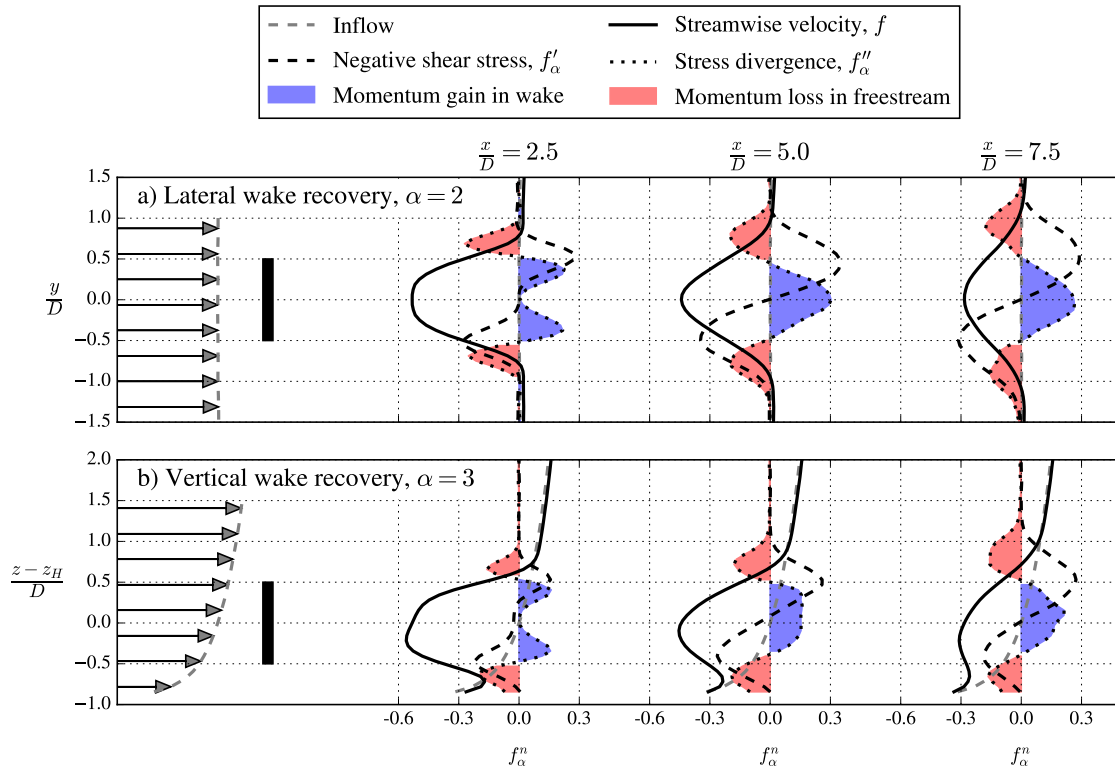 Inflow
Streamwise velocity, f
Negative shear stress, f′α
Stress divergence, f″α
Momentum gain in wake
Momentum loss in freestream
x/D = 2.5
x/D = 5.0
x/D = 7.5
a) Lateral wake recovery, α = 2
1.5
1.0
0.5
0.0
−0.5
−1.0
−1.5
y/D
b) Vertical wake recovery, α = 3
2.0
1.5
1.0
0.5
0.0
−0.5
−1.0
z − zH/D
-0.6 -0.3 0.0 0.3 -0.6 -0.3 0.0 0.3 -0.6 -0.3 0.0 0.3
fⁿα fⁿα fⁿα